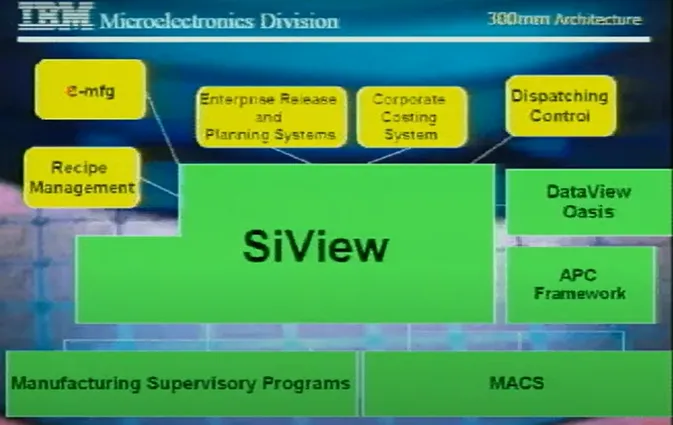 IBM Microelectronics Division
300mm Architecture
e-mfg
Enterprise Release
and
Planning Systems
Corporate
Costing
System
Dispatching
Control
Recipe
Management
SiView
DataView
Oasis
APC
Framework
Manufacturing Supervisory Programs
MACS